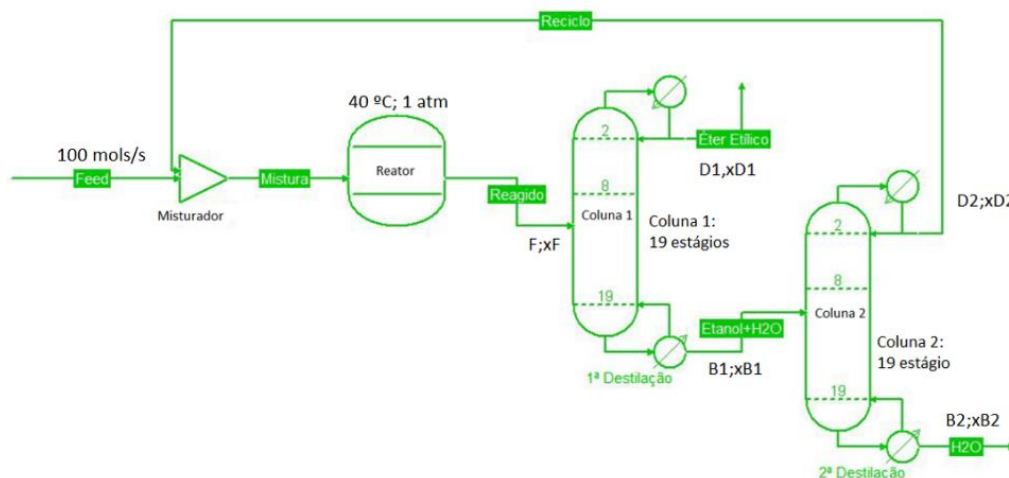 Reciclo
40 ºC; 1 atm
100 mols/s
Feed
Misturador
Mistura
Reator
Reagido
F;xF
2
8
19
Coluna 1
Coluna 1:
19 estágios
Éter Etílico
D1,xD1
1ª Destilação
Etanol+H2O
B1;xB1
2
8
19
Coluna 2
D2;xD2
Coluna 2:
19 estágio
B2;xB2
H2O
2ª Destilação